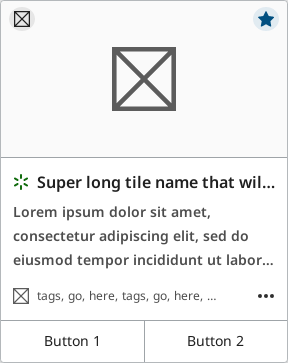 Super long tile name that wil...
Lorem ipsum dolor sit amet,
consectetur adipiscing elit, sed do
eiusmod tempor incididunt ut labor...
tags, go, here, tags, go, here, ...
Button 1
Button 2